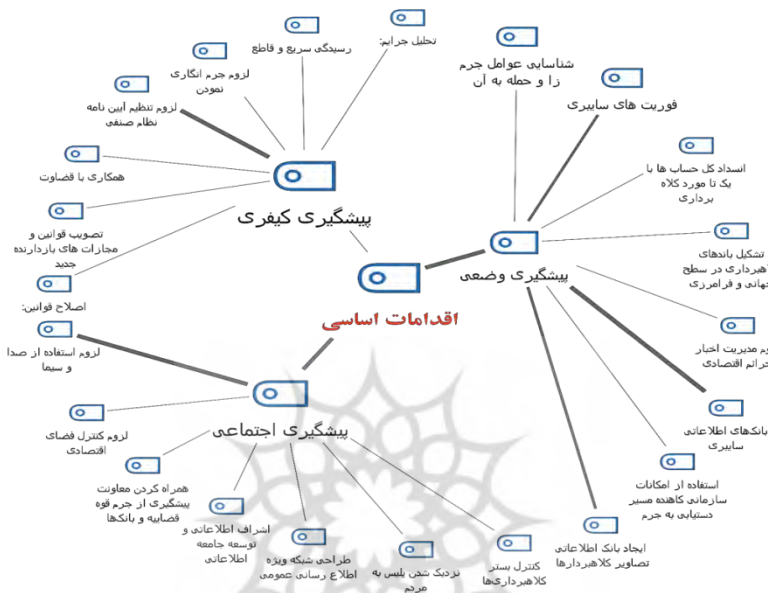 تحلیل جرایم:
رسیدگی سریع و قاطع
لزوم جرم انگاری
نمودن
لزوم تنظیم آیین نامه
نظام صنفی
همکاری با قضاوت
تصویب قوانین و
مجازات های بازدارنده
جدید
اصلاح قوانین:
پیشگیری کیفری
شناسایی عوامل جرم
زا و حمله به آن
فوریت های سایبری
انسداد کل حساب ها با
یک تا مورد کلاه
برداری
تشکیل باندهای
کلاهبرداری در سطح
جهانی و فرامرزی
پیشگیری وضعی
لزوم مدیریت اخبار
جرائم اقتصادی
بانک‌های اطلاعاتی
سایبری
استفاده از امکانات
سازمانی کاهنده مسیر
دستیابی به جرم
ایجاد بانک اطلاعاتی
تصاویر کلاهبردارها
اقدامات اساسی
پیشگیری اجتماعی
لزوم استفاده از صدا
و سیما
لزوم کنترل فضای
اقتصادی
همراه کردن معاونت
پیشگیری از جرم قوه
قضاییه و بانک‌ها
اشراف اطلاعاتی و
توسعه جامعه
اطلاعاتی
طراحی شبکه ویژه
اطلاع رسانی عمومی
نزدیک شدن پلیس به
مردم
کنترل بستر
کلاهبرداری‌ها